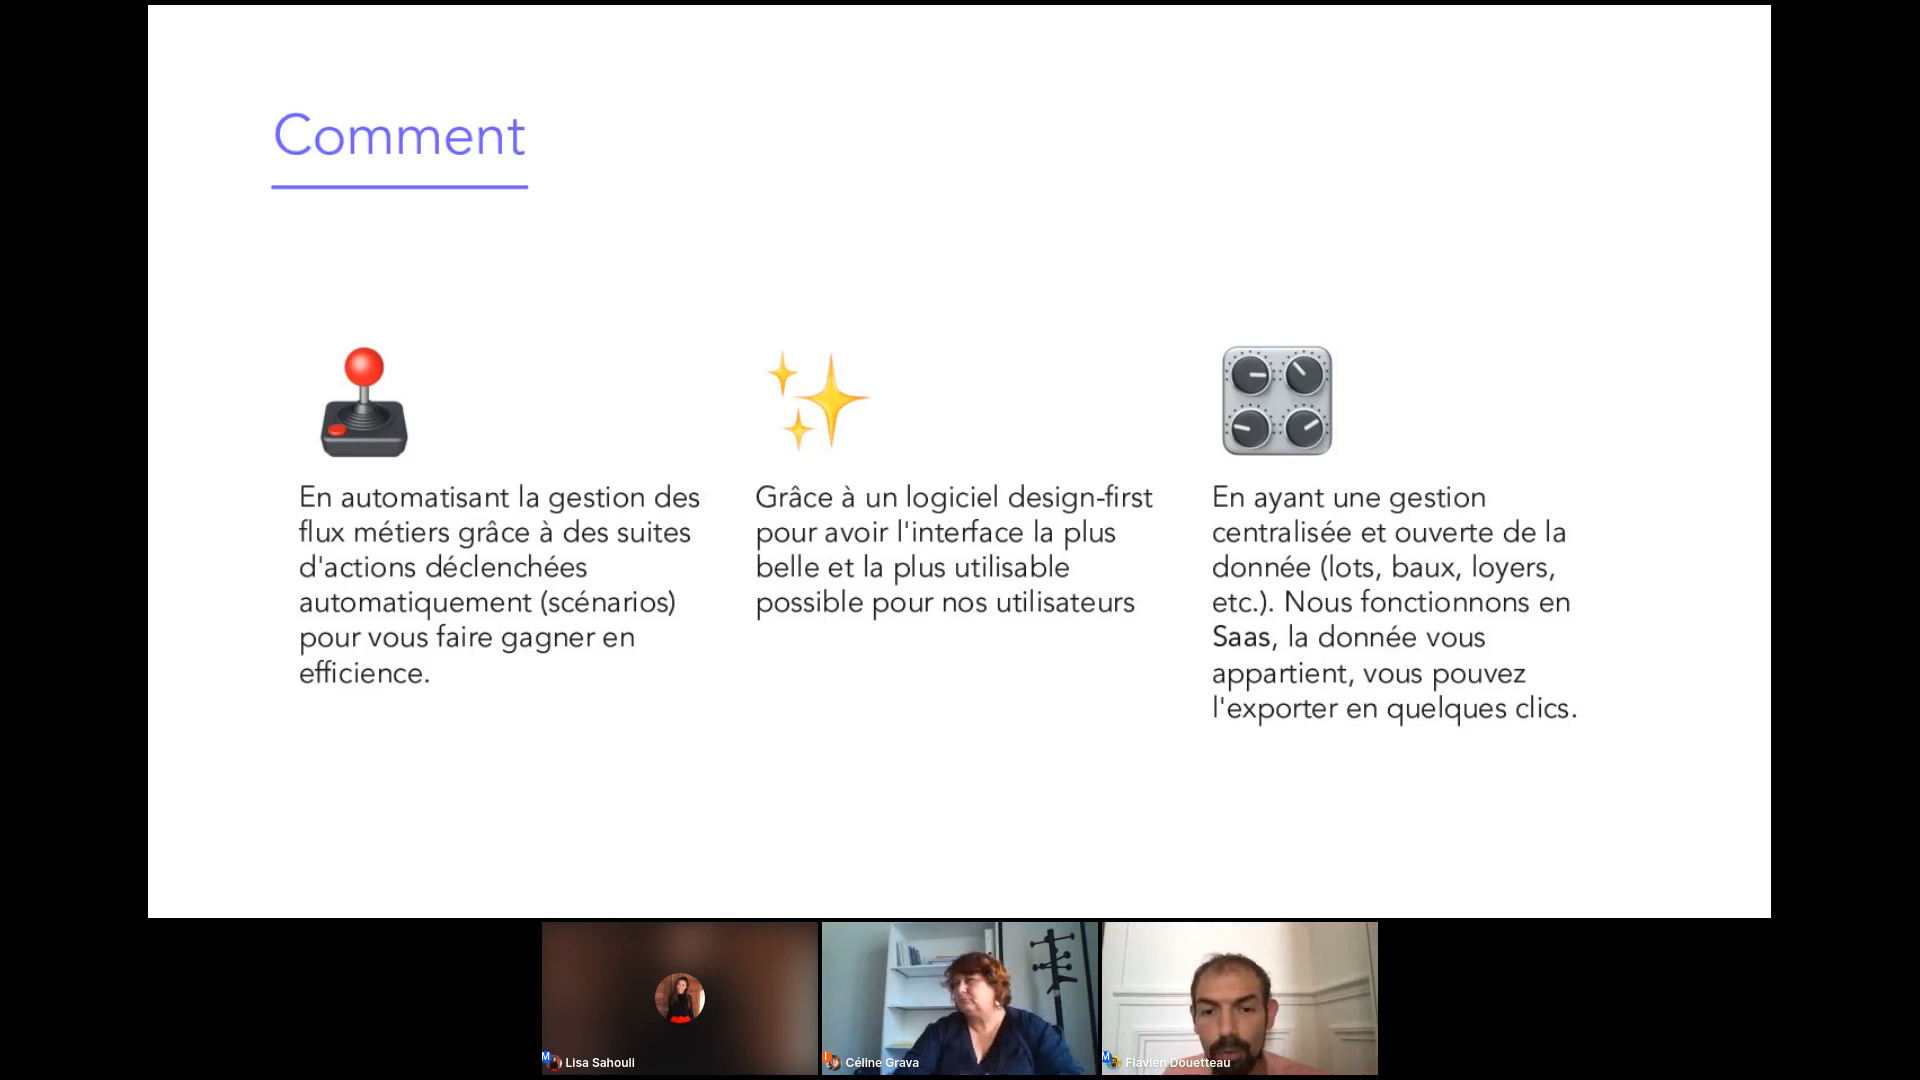 Comment
En automatisant la gestion des
flux métiers grâce à des suites
d'actions déclenchées
automatiquement (scénarios)
pour vous faire gagner en
efficience.
Grâce à un logiciel design-first
pour avoir l'interface la plus
belle et la plus utilisable
possible pour nos utilisateurs
En ayant une gestion
centralisée et ouverte de la
donnée (lots, baux, loyers,
etc.). Nous fonctionnons en
Saas, la donnée vous
appartient, vous pouvez
l'exporter en quelques clics.
M Lisa Sahouli
Céline Grava
M Flavien Douetteau